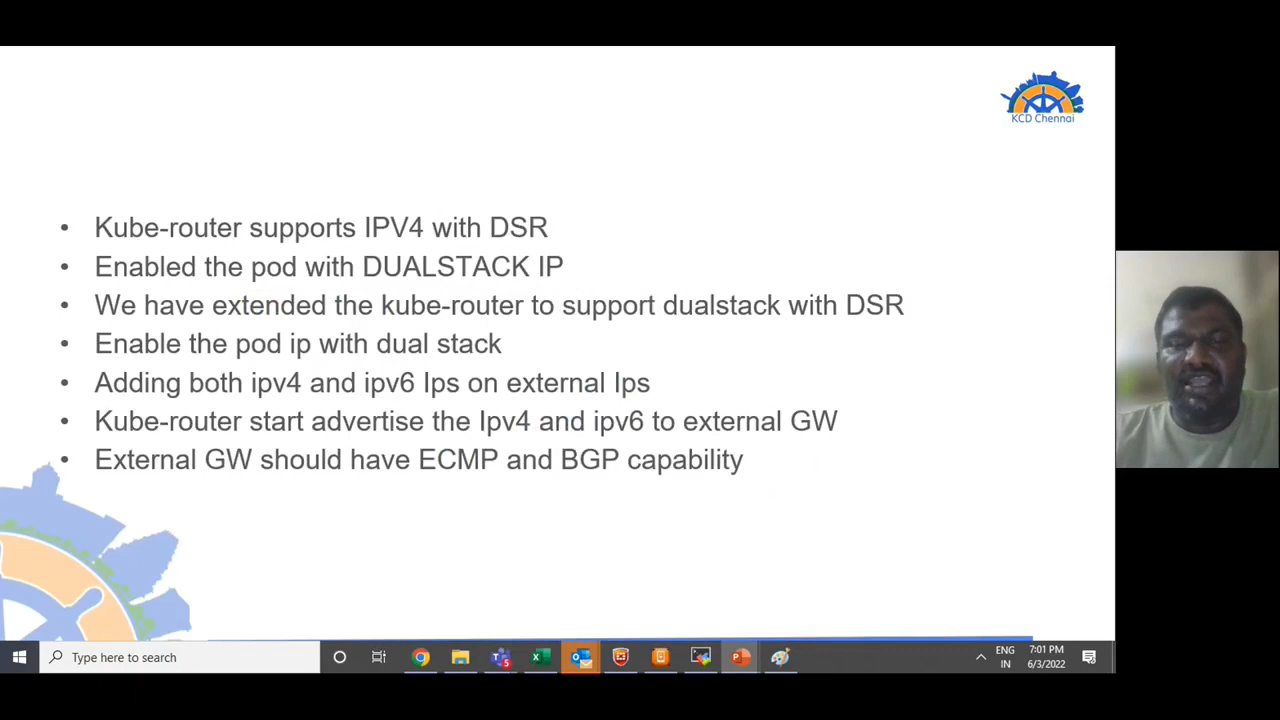 KCD Chennai
• Kube-router supports IPV4 with DSR
• Enabled the pod with DUALSTACK IP
• We have extended the kube-router to support dualstack with DSR
• Enable the pod ip with dual stack
• Adding both ipv4 and ipv6 Ips on external Ips
• Kube-router start advertise the Ipv4 and ipv6 to external GW
• External GW should have ECMP and BGP capability
Type here to search
ENG
IN
7:01 PM
6/3/2022